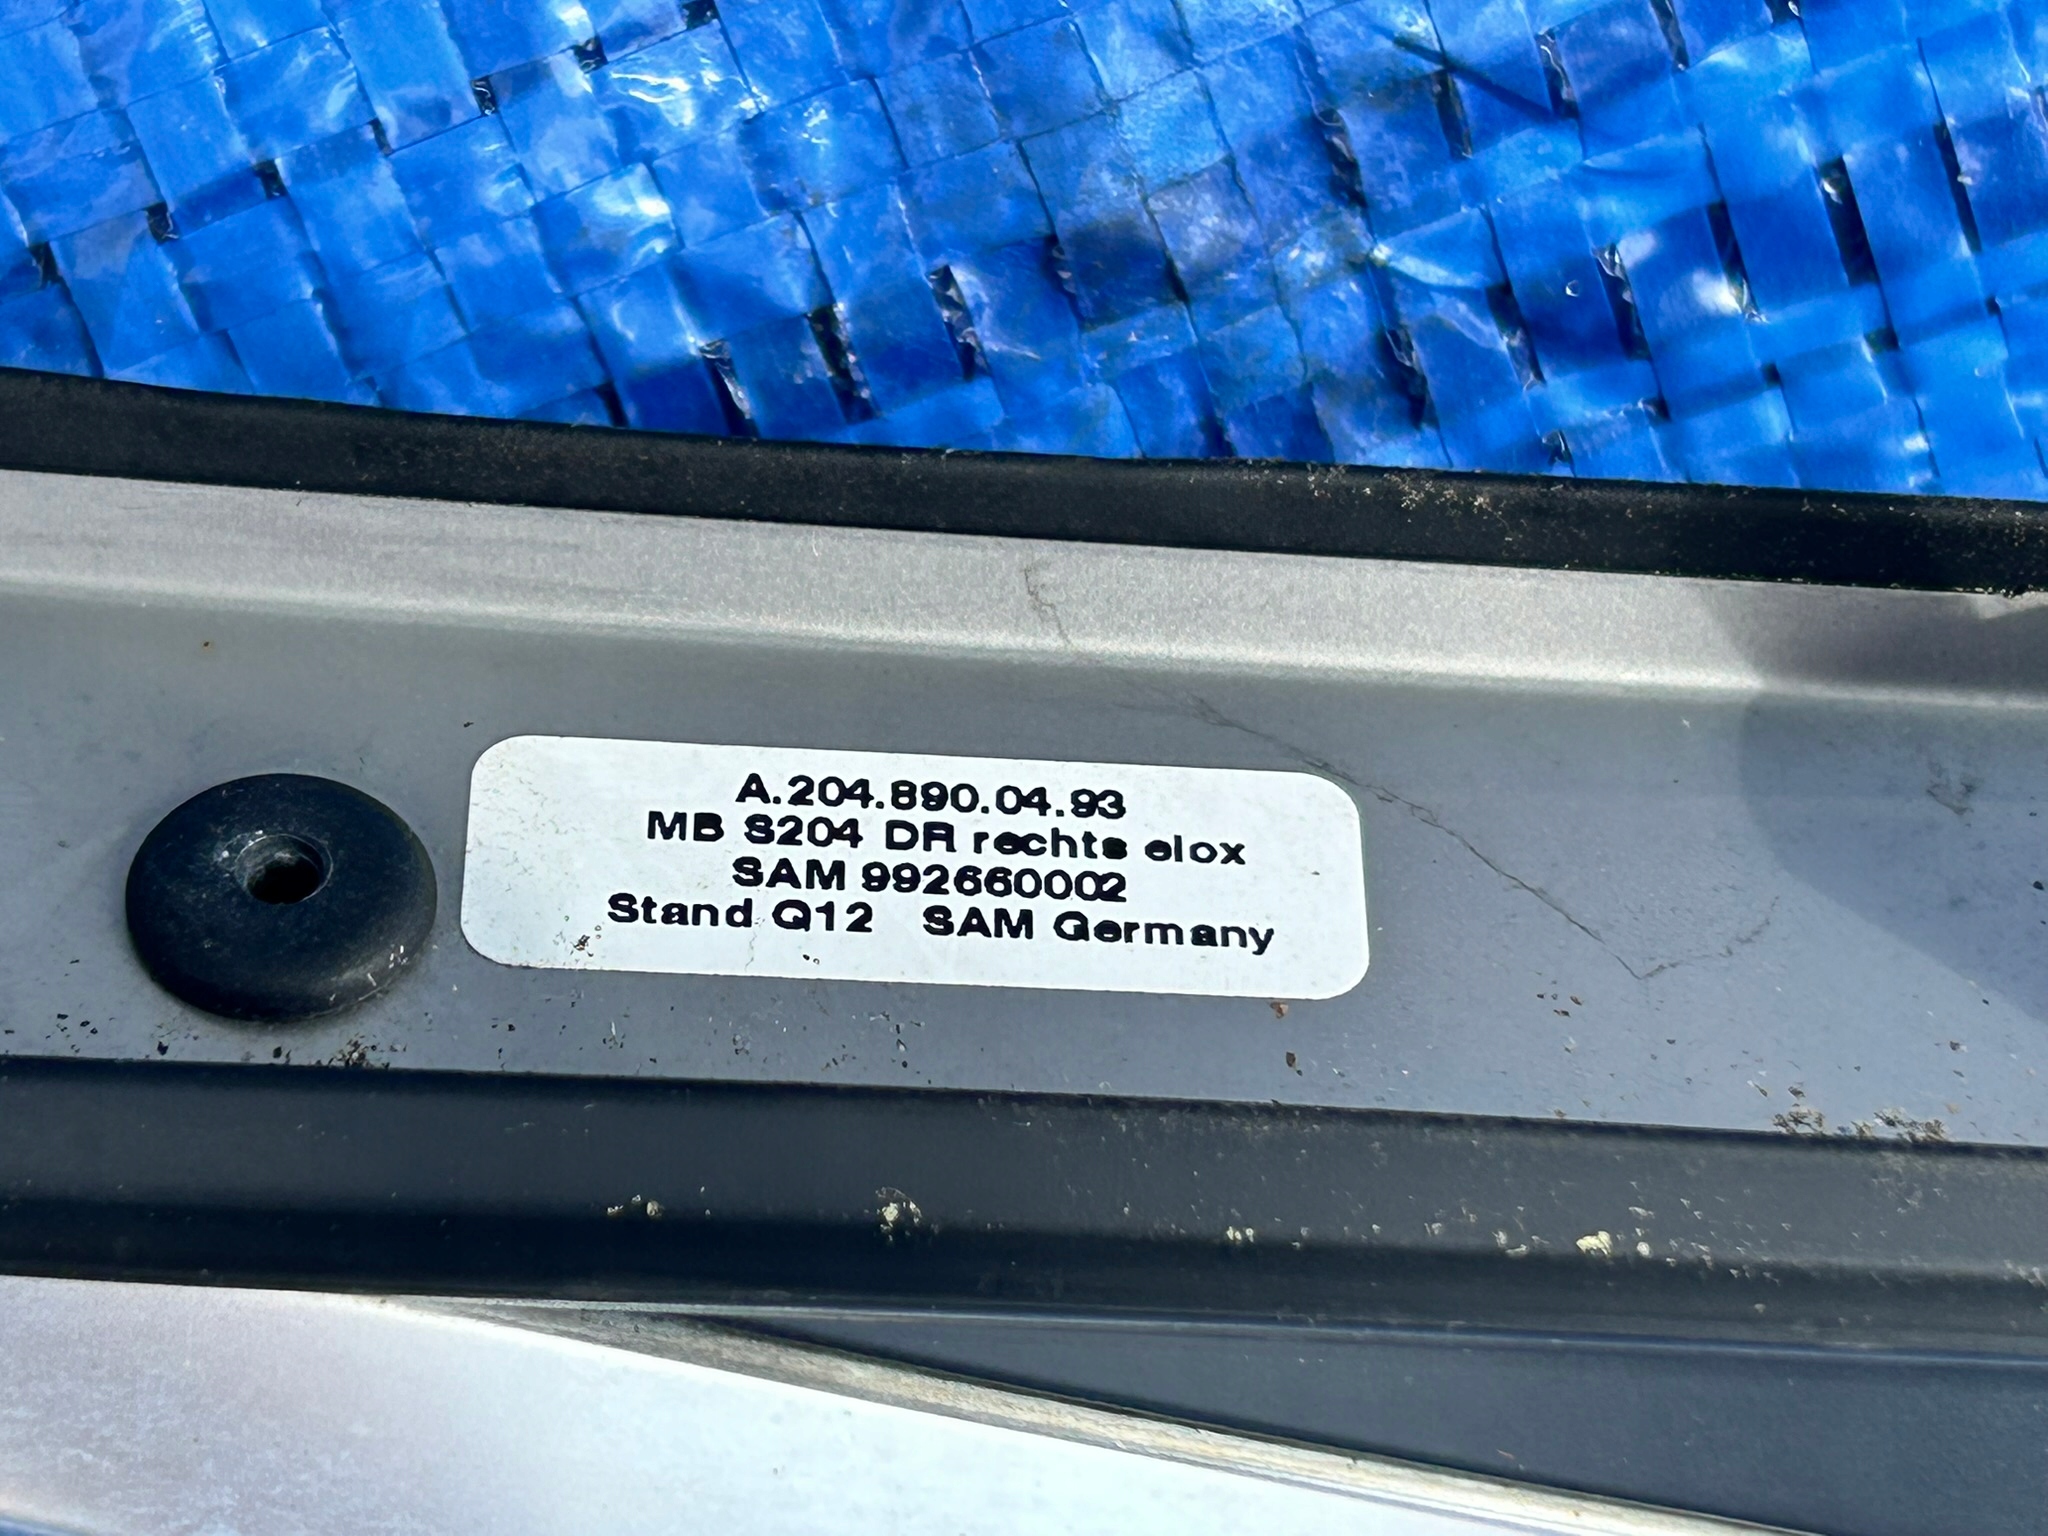 A.204.890.04.93
MB S204 DR rechts elox
SAM 992660002
Stand Q12 SAM Germany